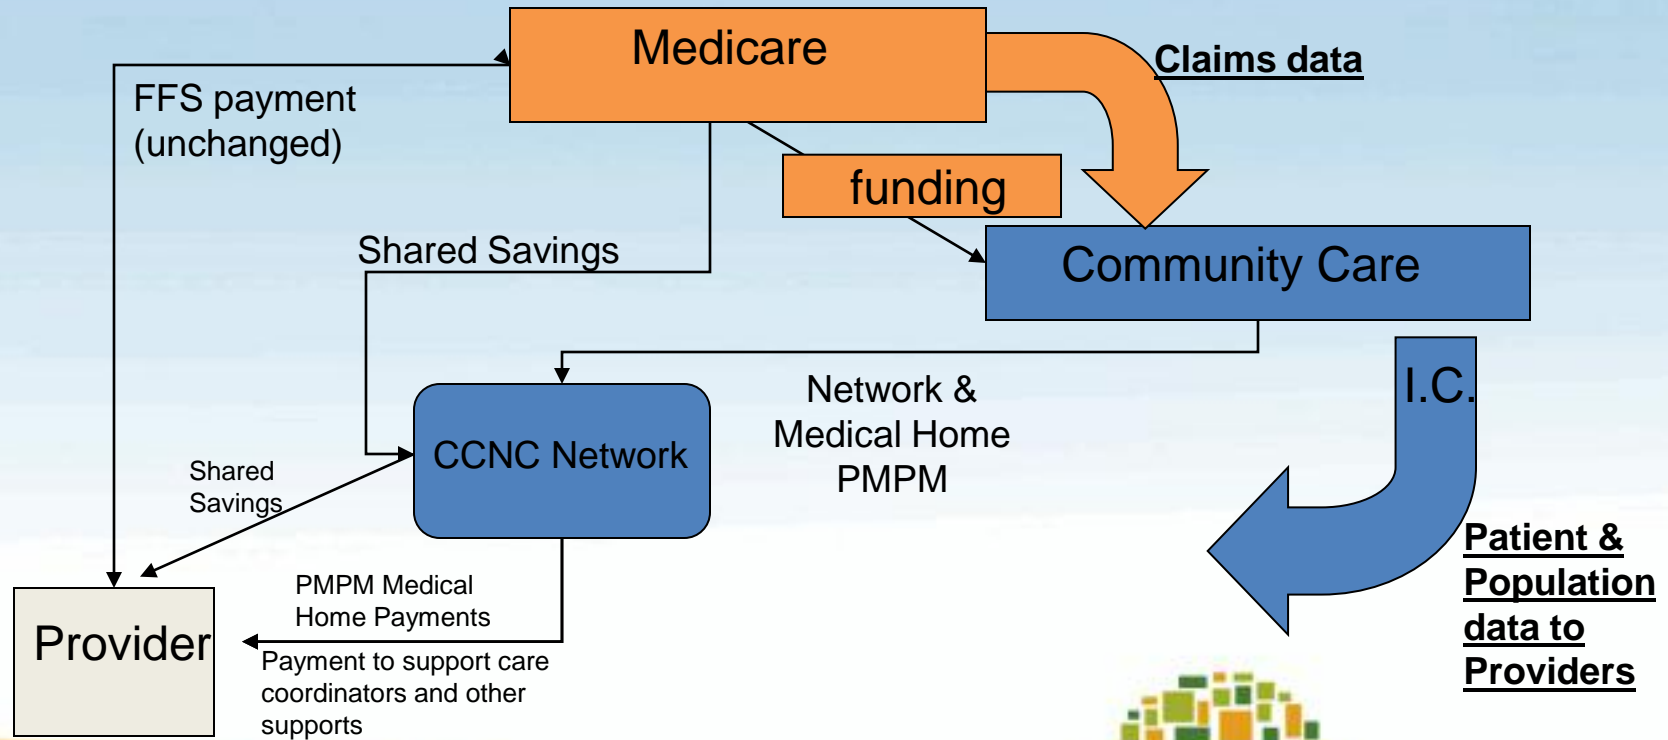 Medicare
Claims data
FFS payment
(unchanged)
funding
Shared Savings
Community Care
Network &
Medical Home
PMPM
I.C.
CCNC Network
Shared
Savings
Patient &
Population
data to
Providers
PMPM Medical
Home Payments
Provider
Payment to support care
coordinators and other
supports